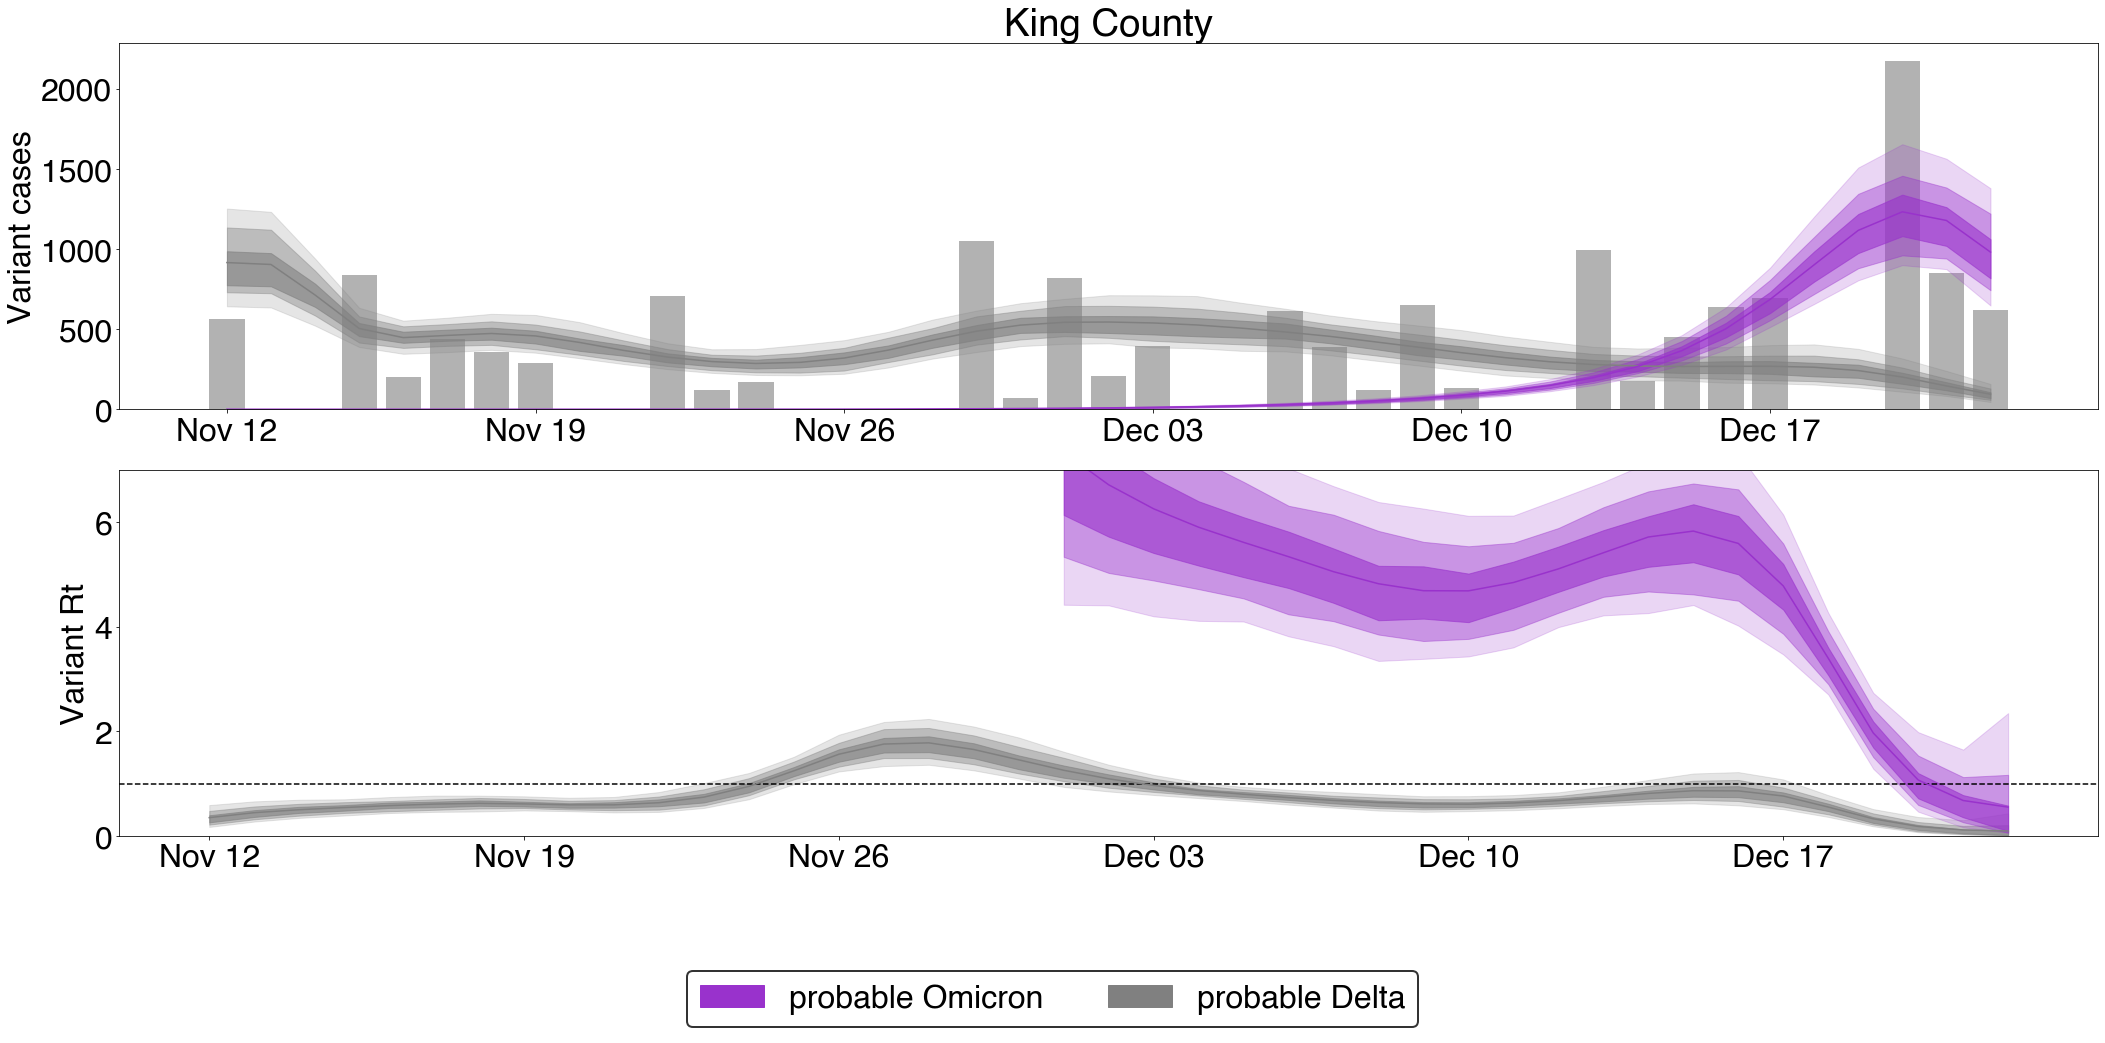 King County
Variant cases
2000
1500
1000
500
0
Nov 12 Nov 19 Nov 26 Dec 03 Dec 10 Dec 17
Variant Rt
6
4
2
0
Nov 12 Nov 19 Nov 26 Dec 03 Dec 10 Dec 17
probable Omicron probable Delta